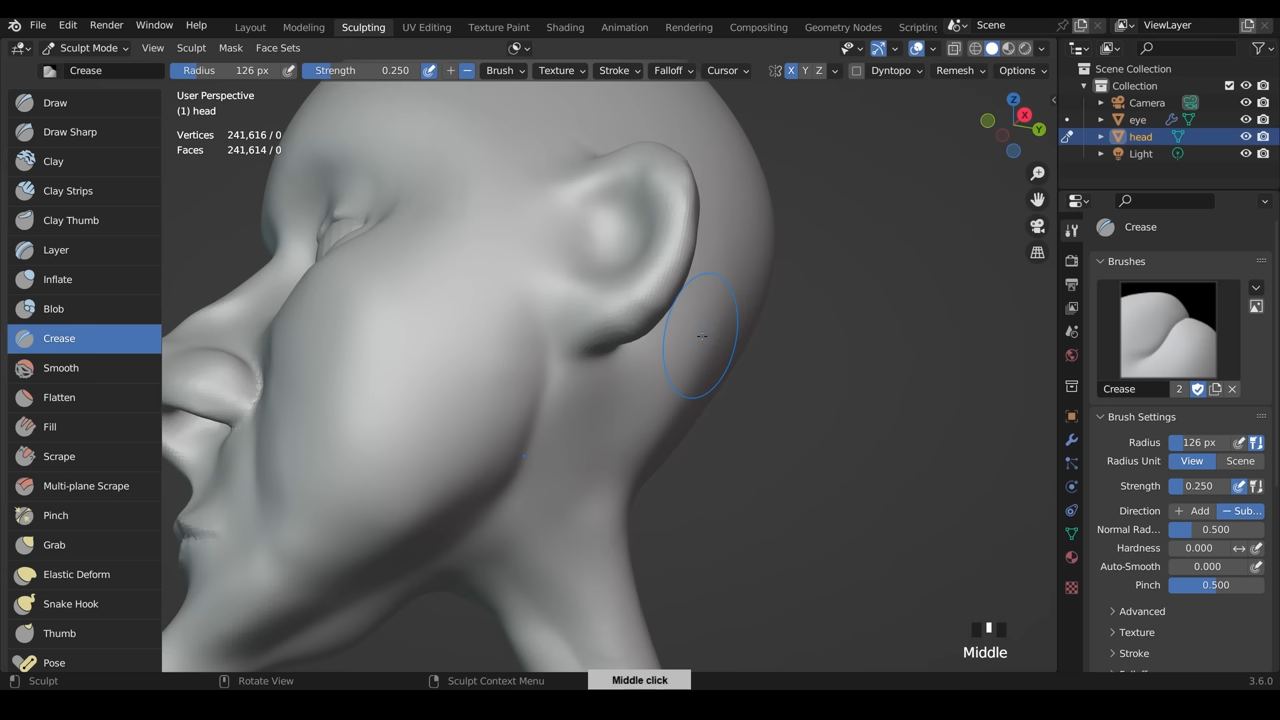 File Edit Render Window Help Layout Modeling Sculpting UV Editing Texture Paint Shading Animation Rendering Compositing Geometry Nodes Scripting Scene ViewLayer
Sculpt Mode View Sculpt Mask Face Sets
Crease Radius 126 px Strength 0.250 Brush Texture Stroke Falloff Cursor X Y Z Dyntopo Remesh Options
Draw
Draw Sharp
Clay
Clay Strips
Clay Thumb
Layer
Inflate
Blob
Crease
Smooth
Flatten
Fill
Scrape
Multi-plane Scrape
Pinch
Grab
Elastic Deform
Snake Hook
Thumb
Pose
User Perspective
(1) head
Vertices 241,616 / 0
Faces 241,614 / 0
Z
X
Y
Middle
Scene Collection
Collection
Camera
eye
head
Light
Crease
Brushes
Crease 2
Brush Settings
Radius 126 px
Radius Unit View Scene
Strength 0.250
Direction + Add − Sub...
Normal Rad... 0.500
Hardness 0.000
Auto-Smooth 0.000
Pinch 0.500
Advanced
Texture
Stroke
Sculpt Rotate View Sculpt Context Menu Middle click 3.6.0